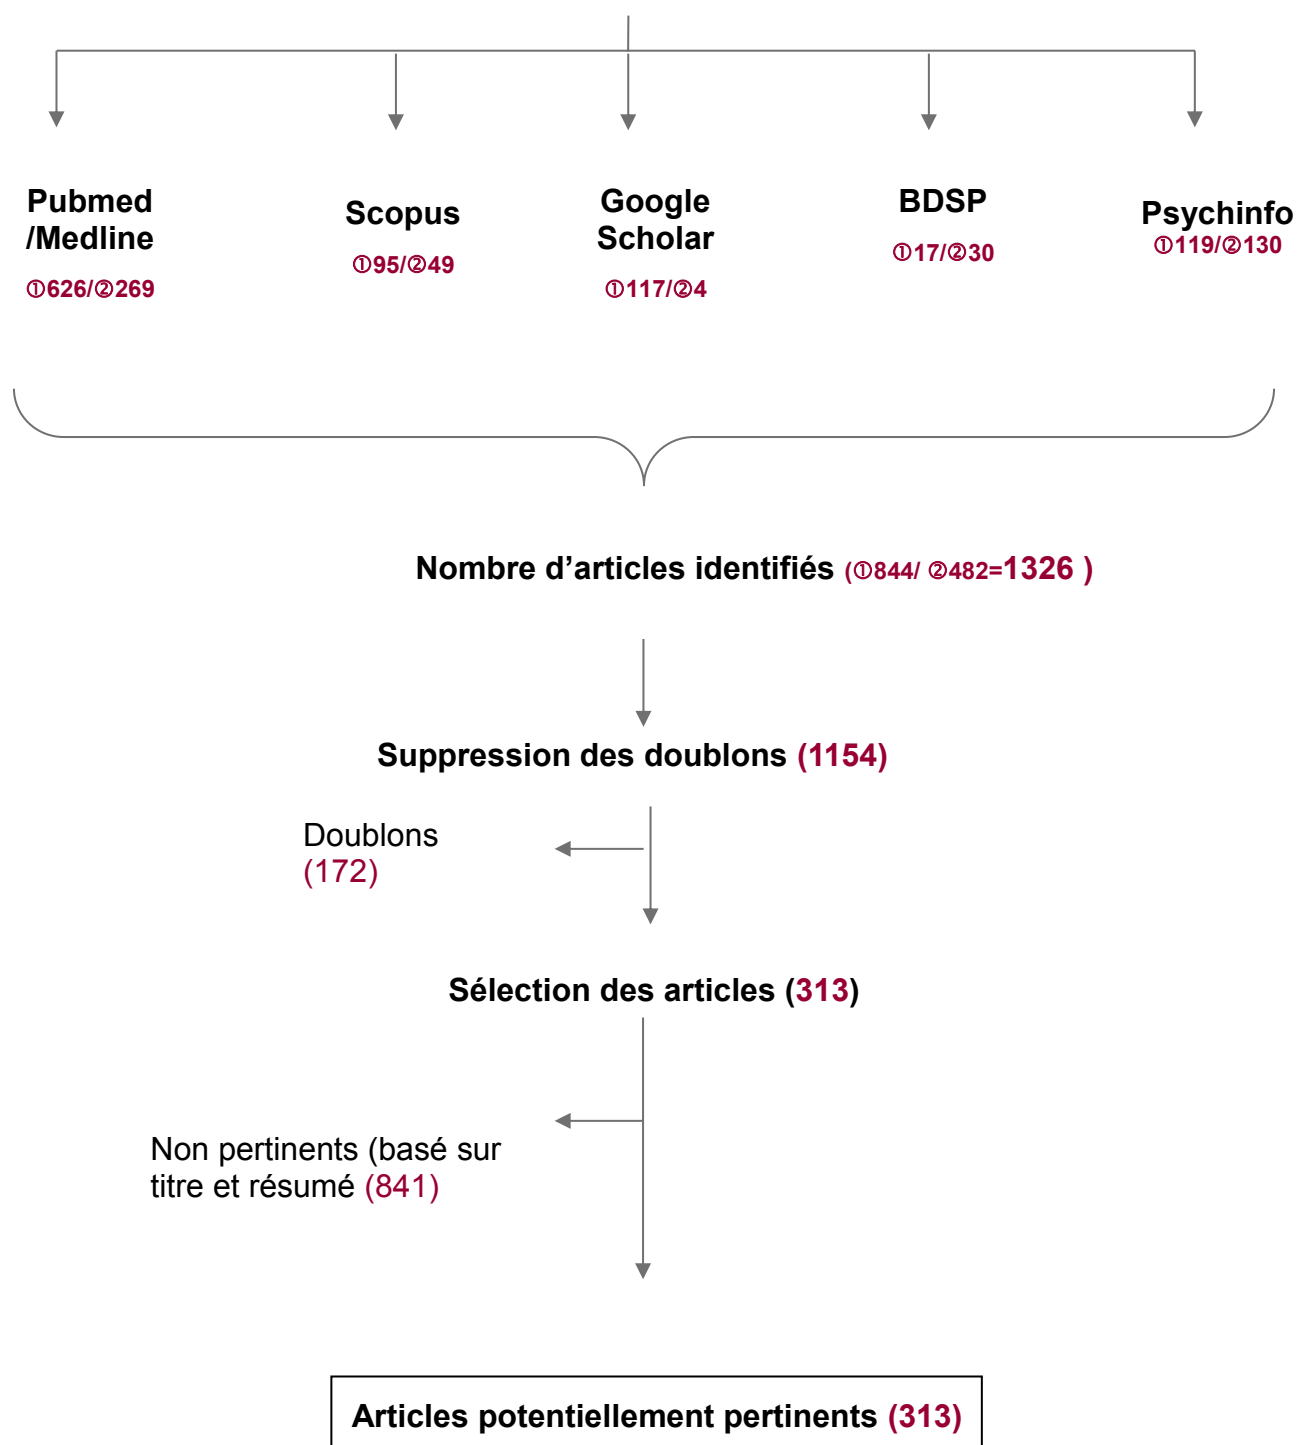 Pubmed
/Medline
①626/②269
Scopus
①95/②49
Google
Scholar
①117/②4
BDSP
①17/②30
Psychinfo
①119/②130
Nombre d’articles identifiés (①844/ ②482=1326 )
Suppression des doublons (1154)
Doublons
(172)
Sélection des articles (313)
Non pertinents (basé sur
titre et résumé (841)
Articles potentiellement pertinents (313)